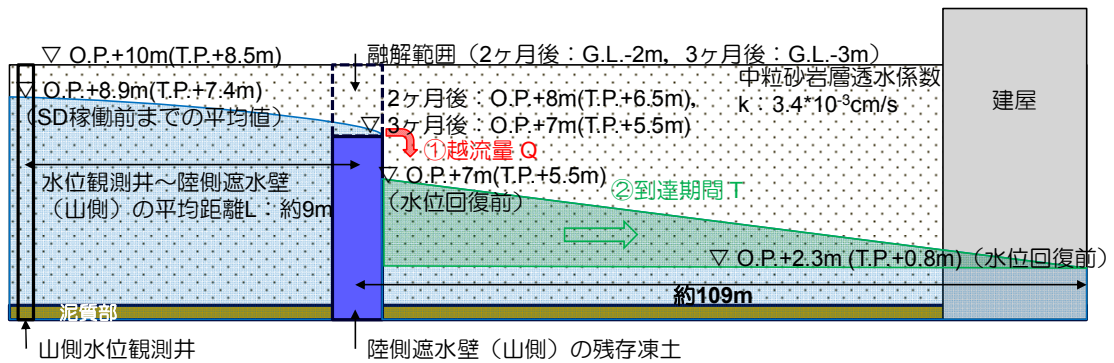 ▽ O.P.+10m(T.P.+8.5m)
融解範囲（2ヶ月後：G.L.-2m，3ヶ月後：G.L.-3m）
▽ O.P.+8.9m(T.P.+7.4m)
(SD稼働前までの平均値)
中粒砂岩層透水係数
k：3.4*10-3cm/s
建屋
2ヶ月後：O.P.+8m(T.P.+6.5m),
▽ 3ヶ月後：O.P.+7m(T.P.+5.5m)
①越流量 Q
水位観測井～陸側遮水壁
（山側）の平均距離L：約9m
▽ O.P.+7m(T.P.+5.5m)
（水位回復前）
②到達期間T
▽ O.P.+2.3m (T.P.+0.8m)（水位回復前）
約109m
泥質部
山側水位観測井
陸側遮水壁（山側）の残存凍土